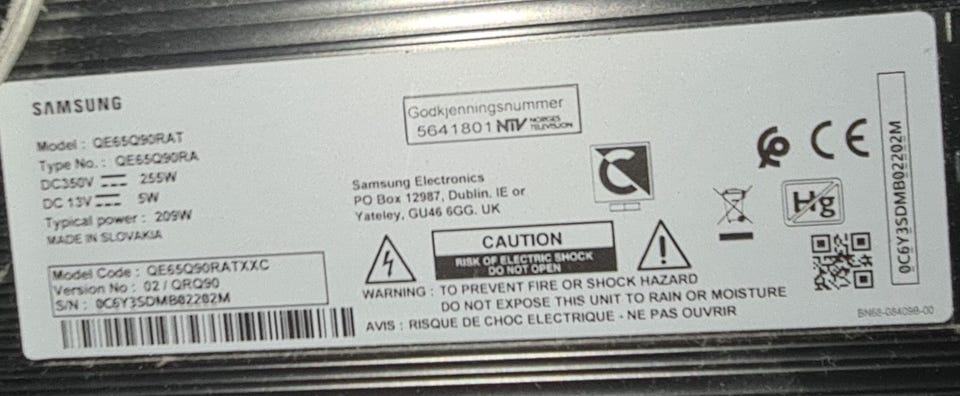 SAMSUNG
Model : QE65Q90RAT
Type No. : QE65Q90RA
DC350V 255W
DC 13V 5W
Typical power : 209W
MADE IN SLOVAKIA
Model Code : QE65Q90RATXXC
Version No : 02 / QRQ90
S/N : 0C6Y3SDMB02202M
Godkjenningsnummer
5641801 NTV NORGES TELEVISION
Samsung Electronics
PO Box 12987, Dublin. IE or
Yateley, GU46 6GG. UK
CAUTION
RISK OF ELECTRIC SHOCK
DO NOT OPEN
WARNING : TO PREVENT FIRE OR SHOCK HAZARD
DO NOT EXPOSE THIS UNIT TO RAIN OR MOISTURE
AVIS : RISQUE DE CHOC ELECTRIQUE - NE PAS OUVRIR
C
CE
Hg
0C6Y3SDMB02202M
BN68-08409B-00